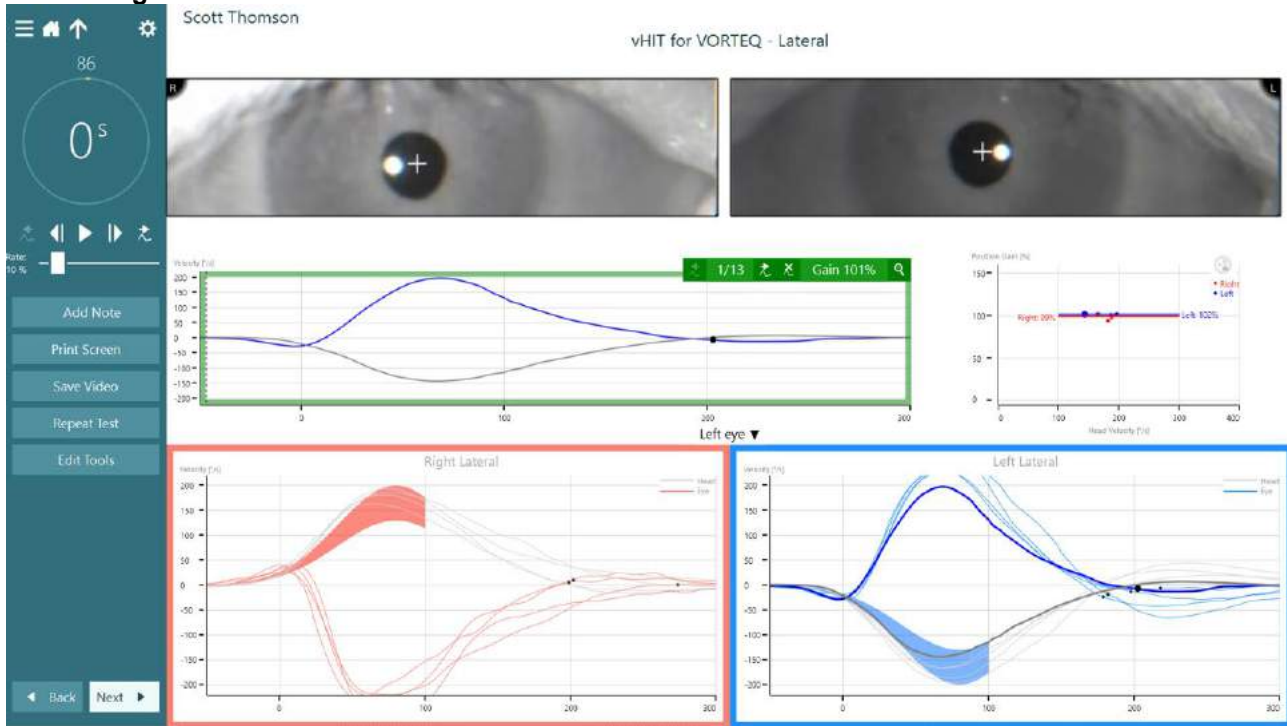 Scott Thomson
vHIT for VORTEQ - Lateral
86
0 s
R
L
Rate:
10 %
Add Note
Print Screen
Save Video
Repeat Test
Edit Tools
Back
Next
Velocity [°/s]
200
150
100
50
0
-50
-100
-150
-200
0 100 200 300
1/13 Gain 101%
Left eye ▼
Position Gain [%]
150
100
50
0
0 100 200 300 400
Head Velocity [°/s]
Right
Left
Right: 99%
Left: 102%
Right Lateral
Velocity [°/s]
Head
Eye
200
150
100
50
0
-50
-100
-150
-200
0 100 200 300
Left Lateral
Velocity [°/s]
Head
Eye
200
150
100
50
0
-50
-100
-150
-200
0 100 200 300